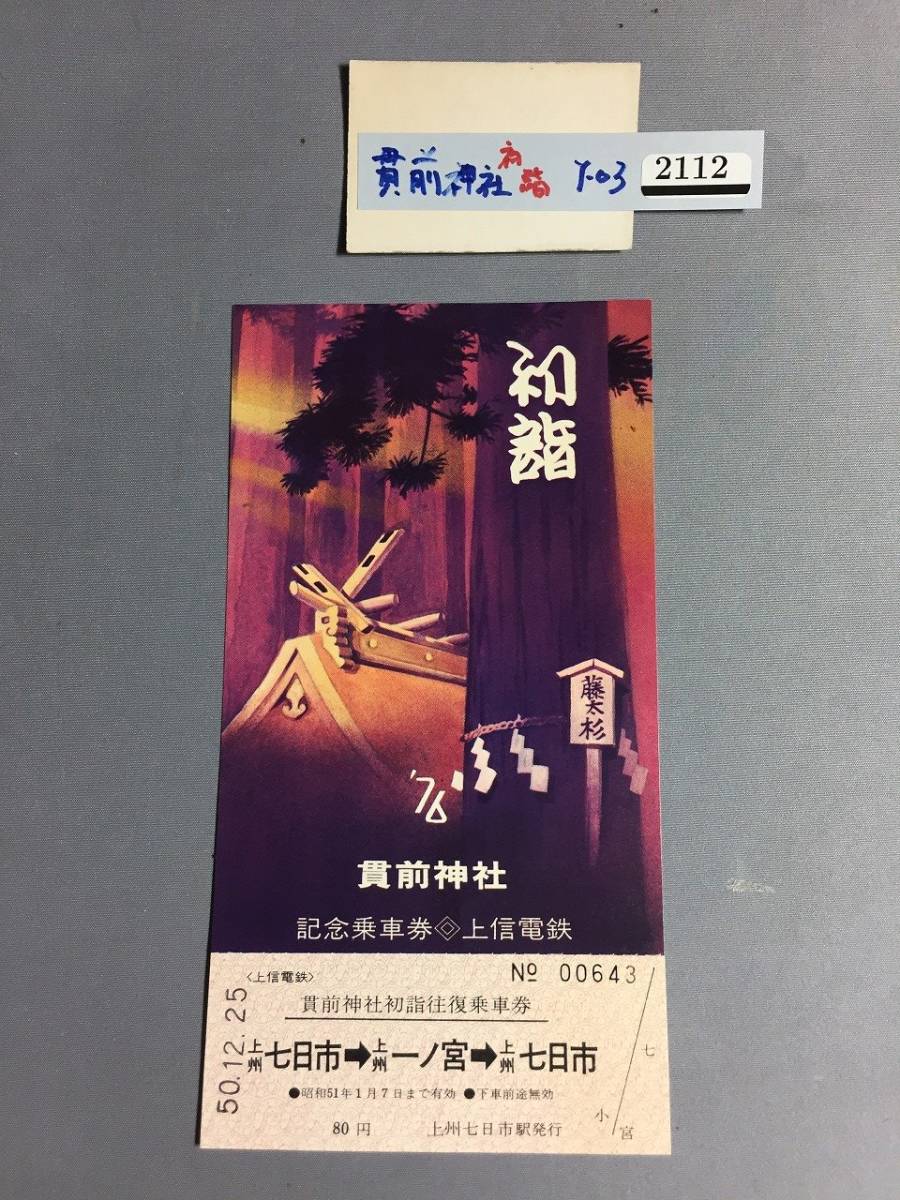 貫前神社 初詣 Y-03 2112
初詣
藤太杉
'76
貫前神社
記念乗車券◇上信電鉄
〈上信電鉄〉 № 00643
貫前神社初詣往復乗車券
上州七日市➡上州一ノ宮➡上州七日市
●昭和51年1月7日まで有効 ●下車前途無効
80円 上州七日市駅発行
50.12.25
七
小 宮